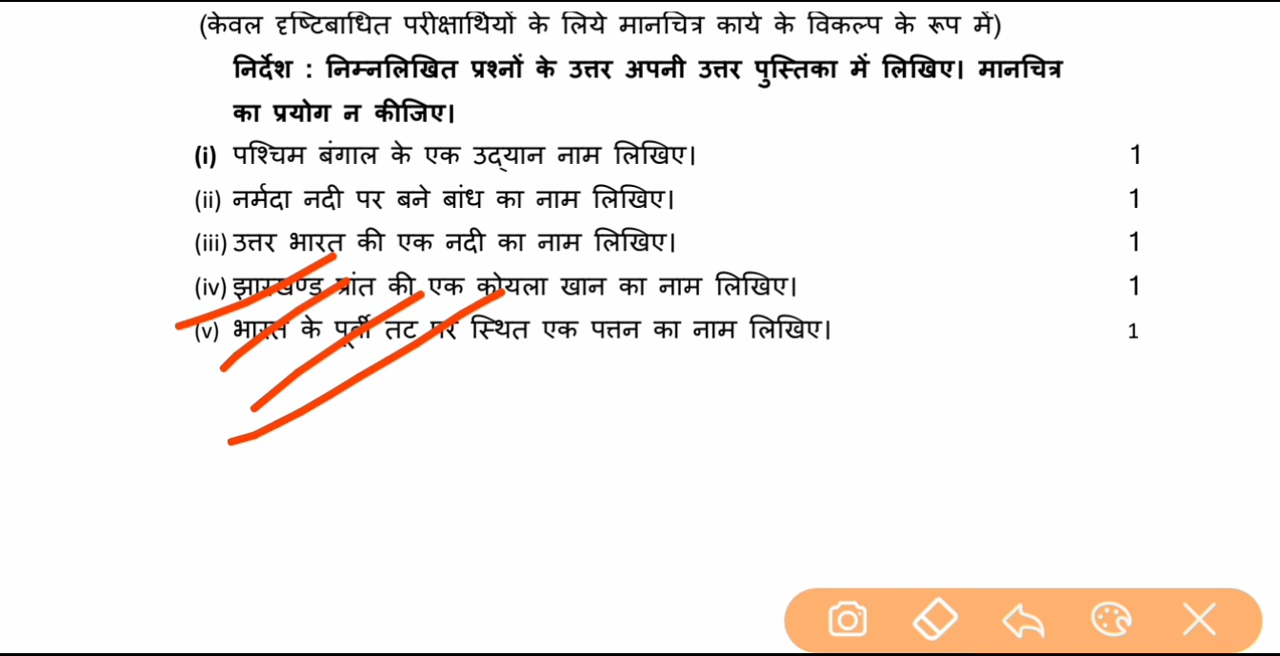 (केवल दृष्टिबाधित परीक्षार्थियों के लिये मानचित्र कार्य के विकल्प के रूप में)
निर्देश : निम्नलिखित प्रश्नों के उत्तर अपनी उत्तर पुस्तिका में लिखिए। मानचित्र
का प्रयोग न कीजिए।
(i) पश्चिम बंगाल के एक उद्यान नाम लिखिए। 1
(ii) नर्मदा नदी पर बने बांध का नाम लिखिए। 1
(iii) उत्तर भारत की एक नदी का नाम लिखिए। 1
(iv) झारखण्ड प्रांत की एक कोयला खान का नाम लिखिए। 1
(v) भारत के पूर्वी तट पर स्थित एक पत्तन का नाम लिखिए। 1